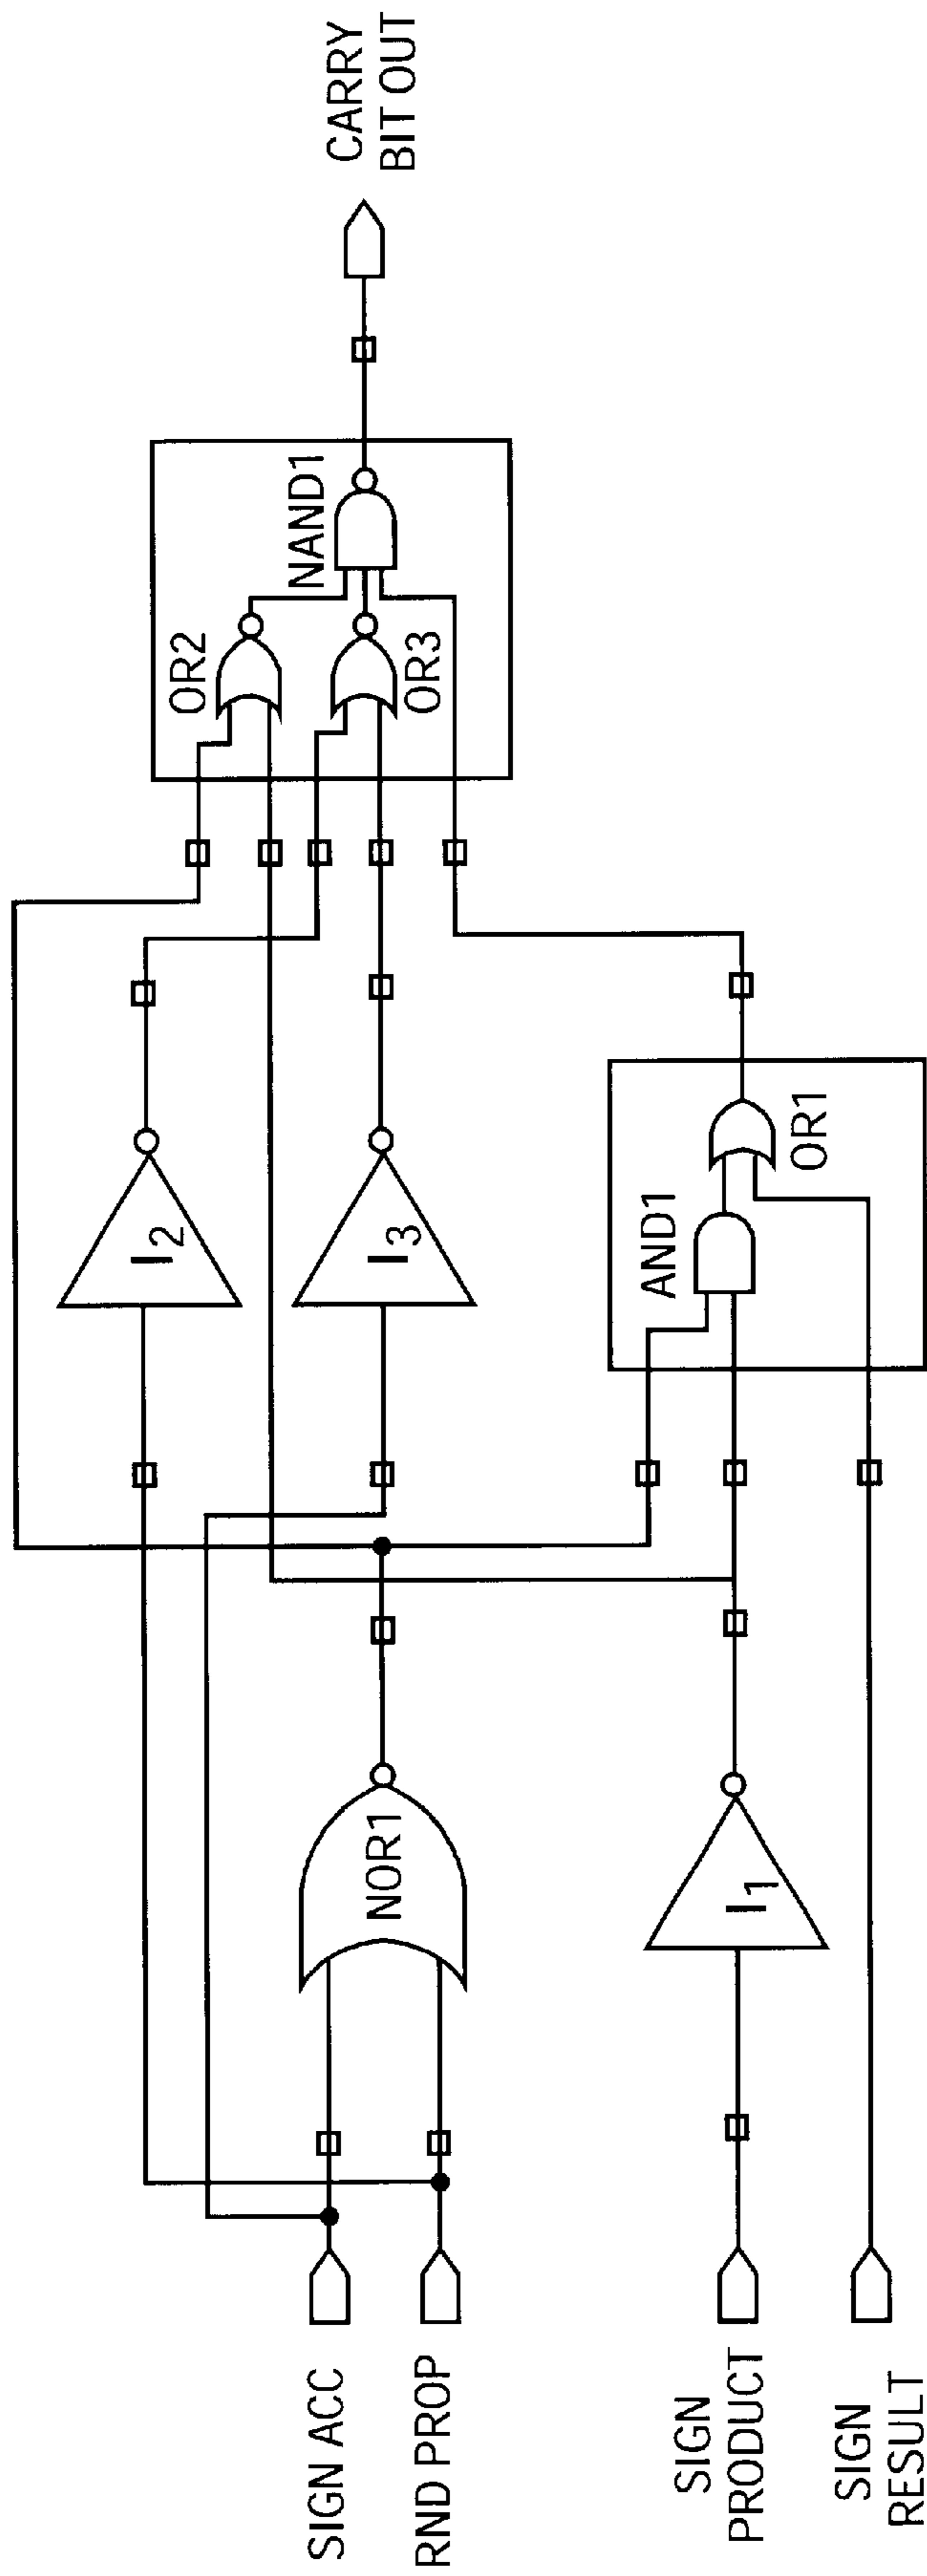 SIGN ACC
RND PROP
SIGN
PRODUCT
SIGN
RESULT
NOR1
I1
I2
I3
AND1
OR1
OR2
OR3
NAND1
CARRY
BIT OUT